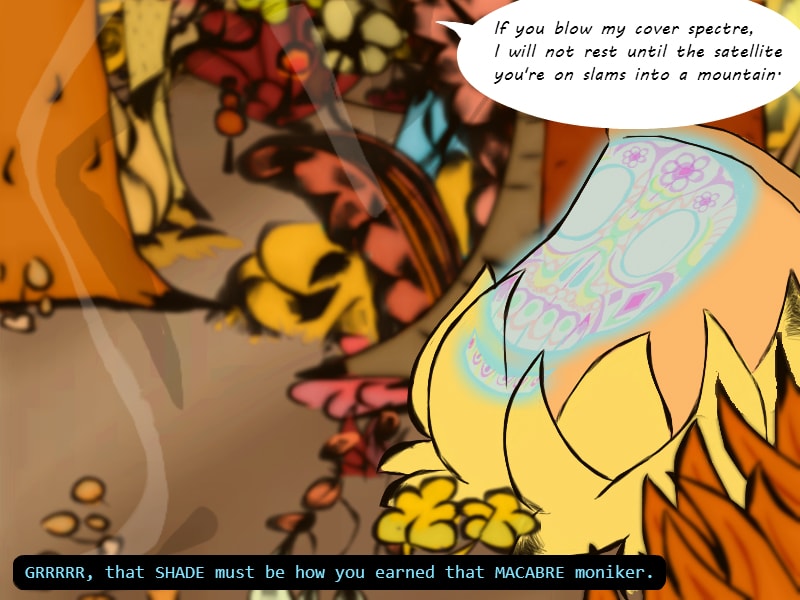 If you blow my cover spectre,
I will not rest until the satellite
you're on slams into a mountain.
GRRRRR, that SHADE must be how you earned that MACABRE moniker.